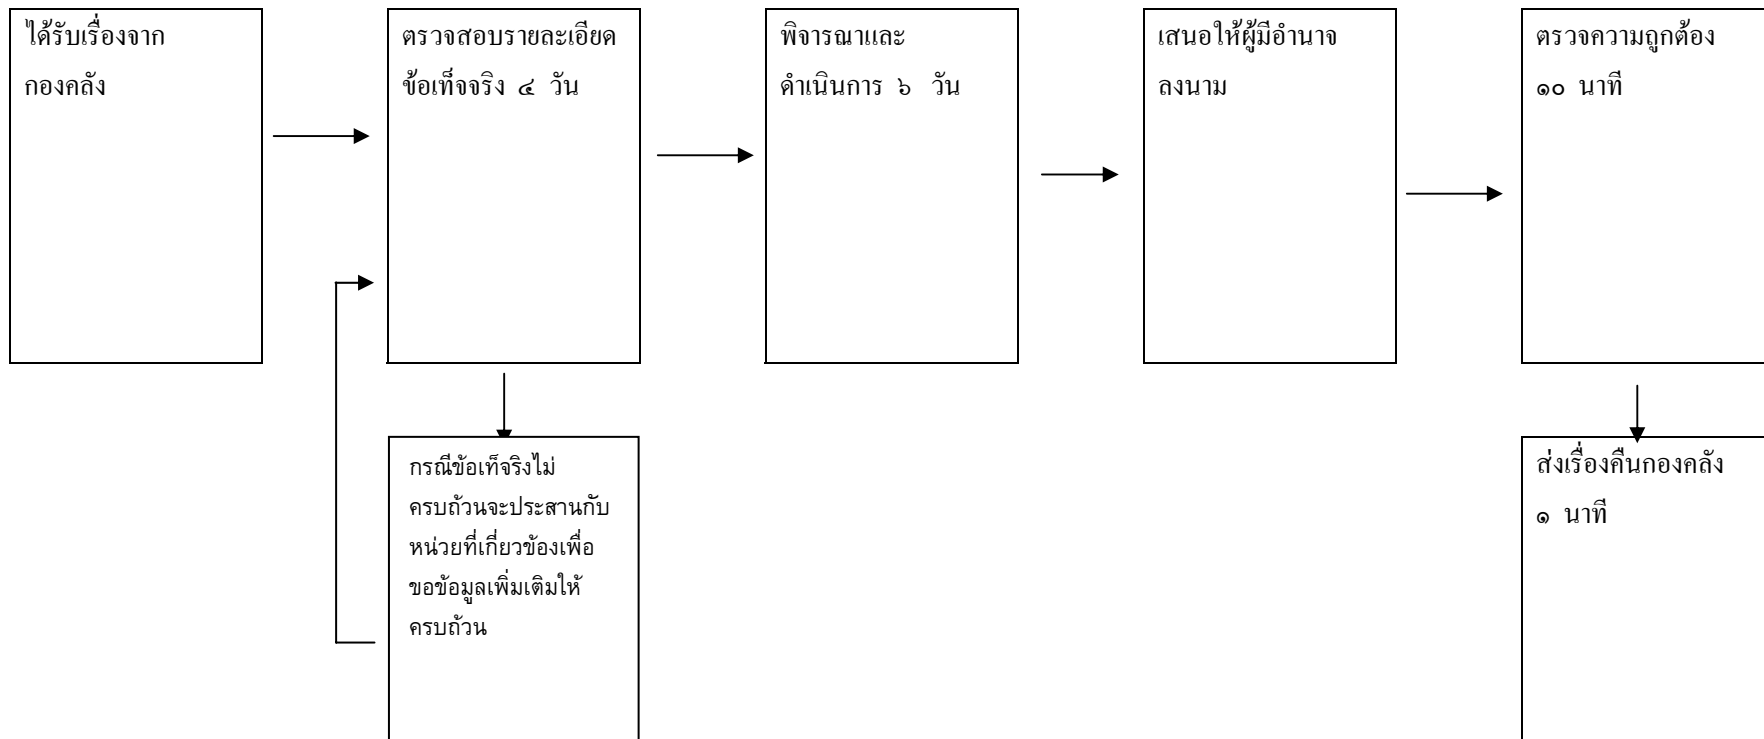 ได้รับเรื่องจาก
กองคลัง
ตรวจสอบรายละเอียด
ข้อเท็จจริง ๔ วัน
พิจารณาและ
ดำเนินการ ๖ วัน
เสนอให้ผู้มีอำนาจ
ลงนาม
ตรวจความถูกต้อง
๑๐ นาที
กรณีข้อเท็จริงไม่
ครบถ้วนจะประสานกับ
หน่วยที่เกี่ยวข้องเพื่อ
ขอข้อมูลเพิ่มเติมให้
ครบถ้วน
ส่งเรื่องคืนกองคลัง
๑ นาที